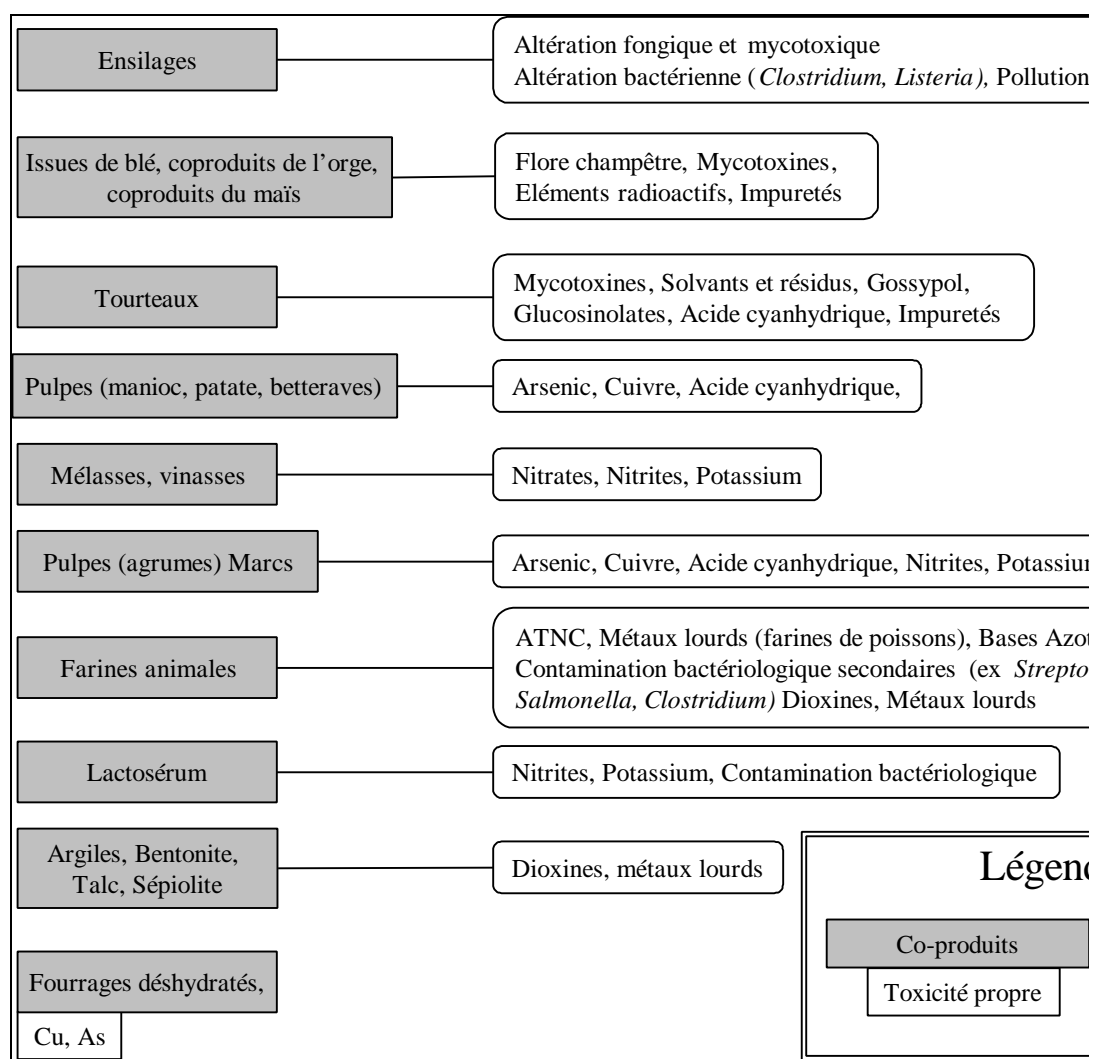 Ensilages
Altération fongique et mycotoxique
Altération bactérienne (Clostridium, Listeria), Pollution
Issues de blé, coproduits de l’orge,
coproduits du maïs
Flore champêtre, Mycotoxines,
Eléments radioactifs, Impuretés
Tourteaux
Mycotoxines, Solvants et résidus, Gossypol,
Glucosinolates, Acide cyanhydrique, Impuretés
Pulpes (manioc, patate, betteraves)
Arsenic, Cuivre, Acide cyanhydrique,
Mélasses, vinasses
Nitrates, Nitrites, Potassium
Pulpes (agrumes) Marcs
Arsenic, Cuivre, Acide cyanhydrique, Nitrites,
Farines animales
ATNC, Métaux lourds (farines de poissons), Bases
Contamination bactériologique secondaires (ex
Salmonella, Clostridium) Dioxines, Métaux lourds
Lactosérum
Nitrites, Potassium, Contamination bactériologique
Argiles, Bentonite,
Talc, Sépiolite
Dioxines, métaux lourds
Fourrages déshydratés,
Cu, As
Co-produits
Toxicité propre